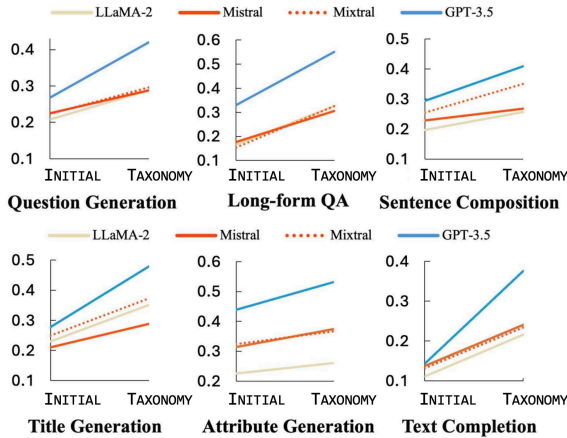 LLaMA-2 Mistral Mixtral GPT-3.5
0.4 0.3 0.2 0.1
INITIAL TAXONOMY
Question Generation
0.6 0.5 0.4 0.3 0.2 0.1
INITIAL TAXONOMY
Long-form QA
0.5 0.4 0.3 0.2 0.1
INITIAL TAXONOMY
Sentence Composition
LLaMA-2 Mistral Mixtral GPT-3.5
0.5 0.4 0.3 0.2 0.1
INITIAL TAXONOMY
Title Generation
0.6 0.5 0.4 0.3 0.2
INITIAL TAXONOMY
Attribute Generation
0.4 0.3 0.2 0.1
INITIAL TAXONOMY
Text Completion